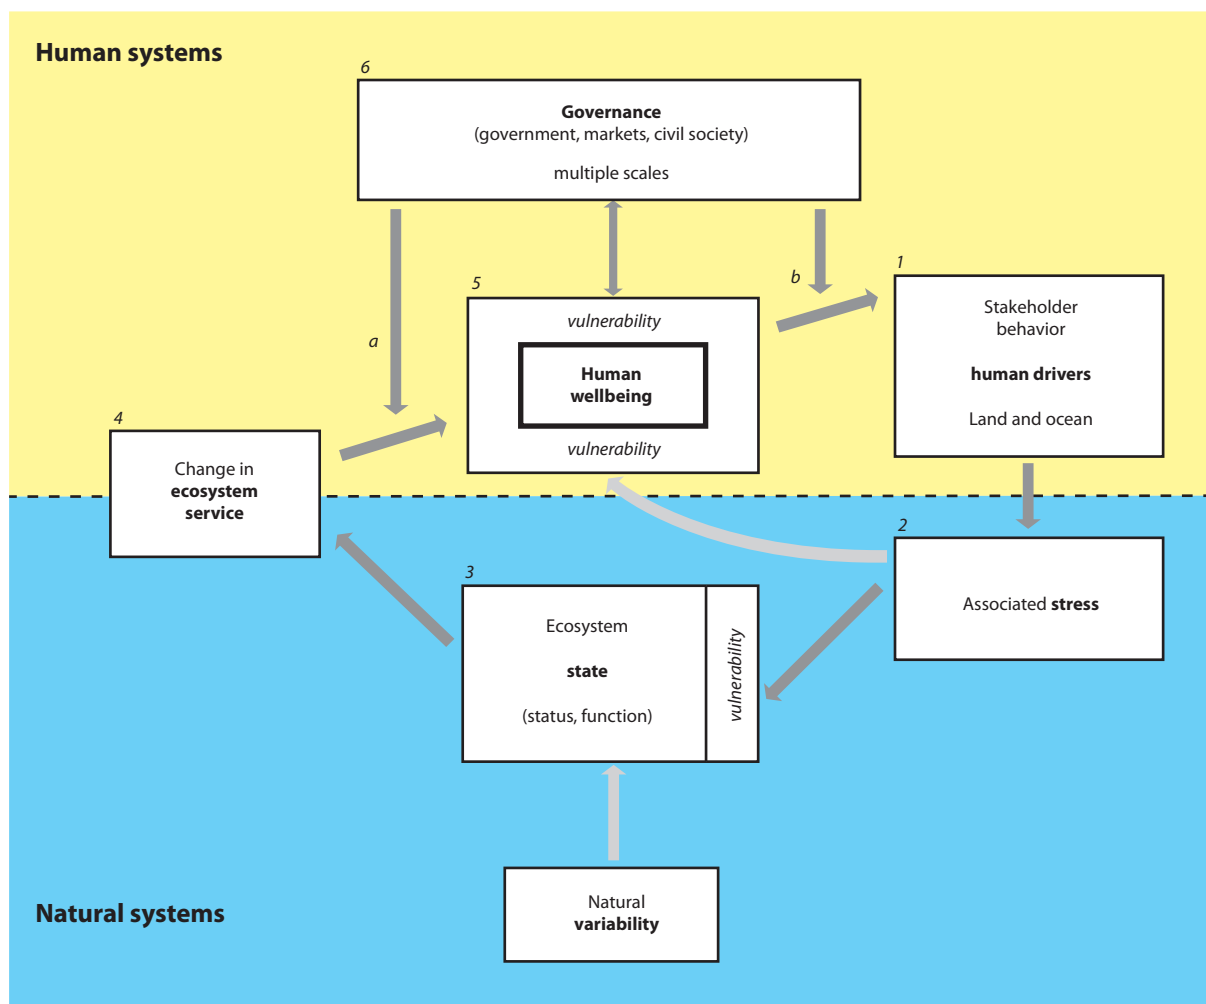 Human systems
6
Governance
(government, markets, civil society)
multiple scales
a
b
5
vulnerability
Human
wellbeing
vulnerability
1
Stakeholder
behavior
human drivers
Land and ocean
4
Change in
ecosystem
service
2
Associated stress
3
Ecosystem
state
(status, function)
vulnerability
Natural
variability
Natural systems